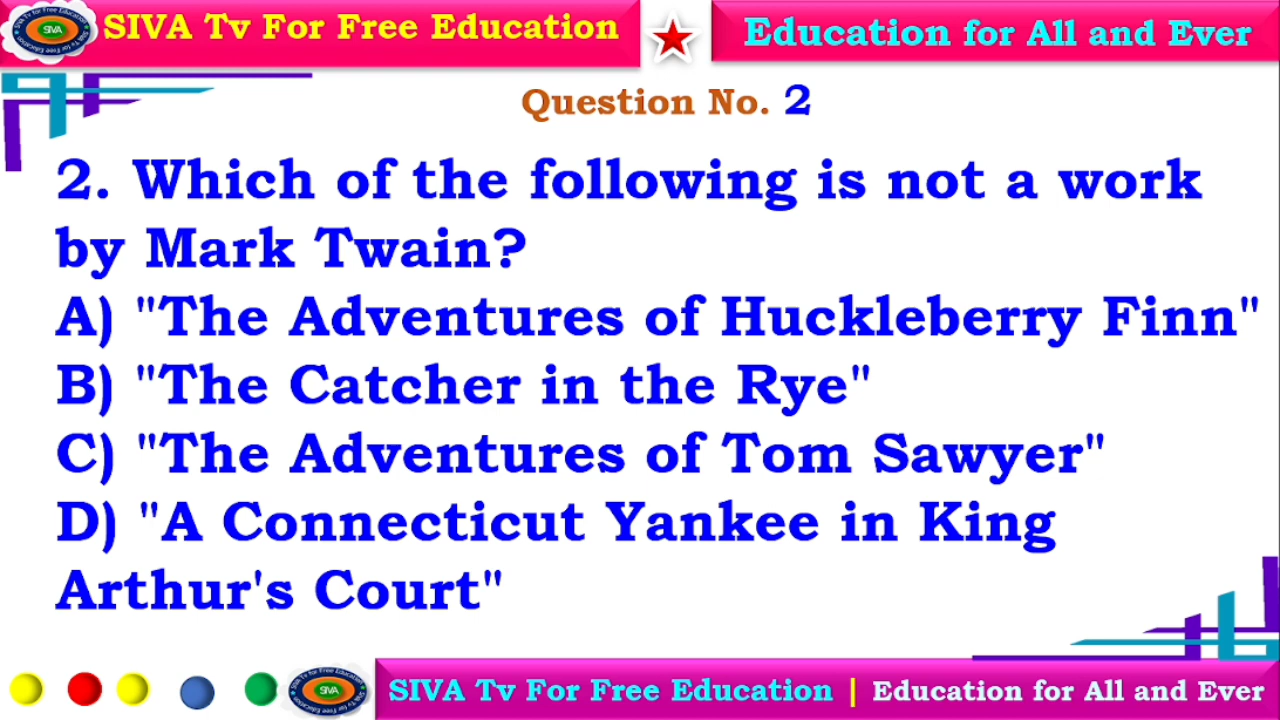 SIVA Tv For Free Education
Education for All and Ever
Question No. 2
2. Which of the following is not a work
by Mark Twain?
A) "The Adventures of Huckleberry Finn"
B) "The Catcher in the Rye"
C) "The Adventures of Tom Sawyer"
D) "A Connecticut Yankee in King
Arthur's Court"
SIVA
SIVA Tv For Free Education | Education for All and Ever